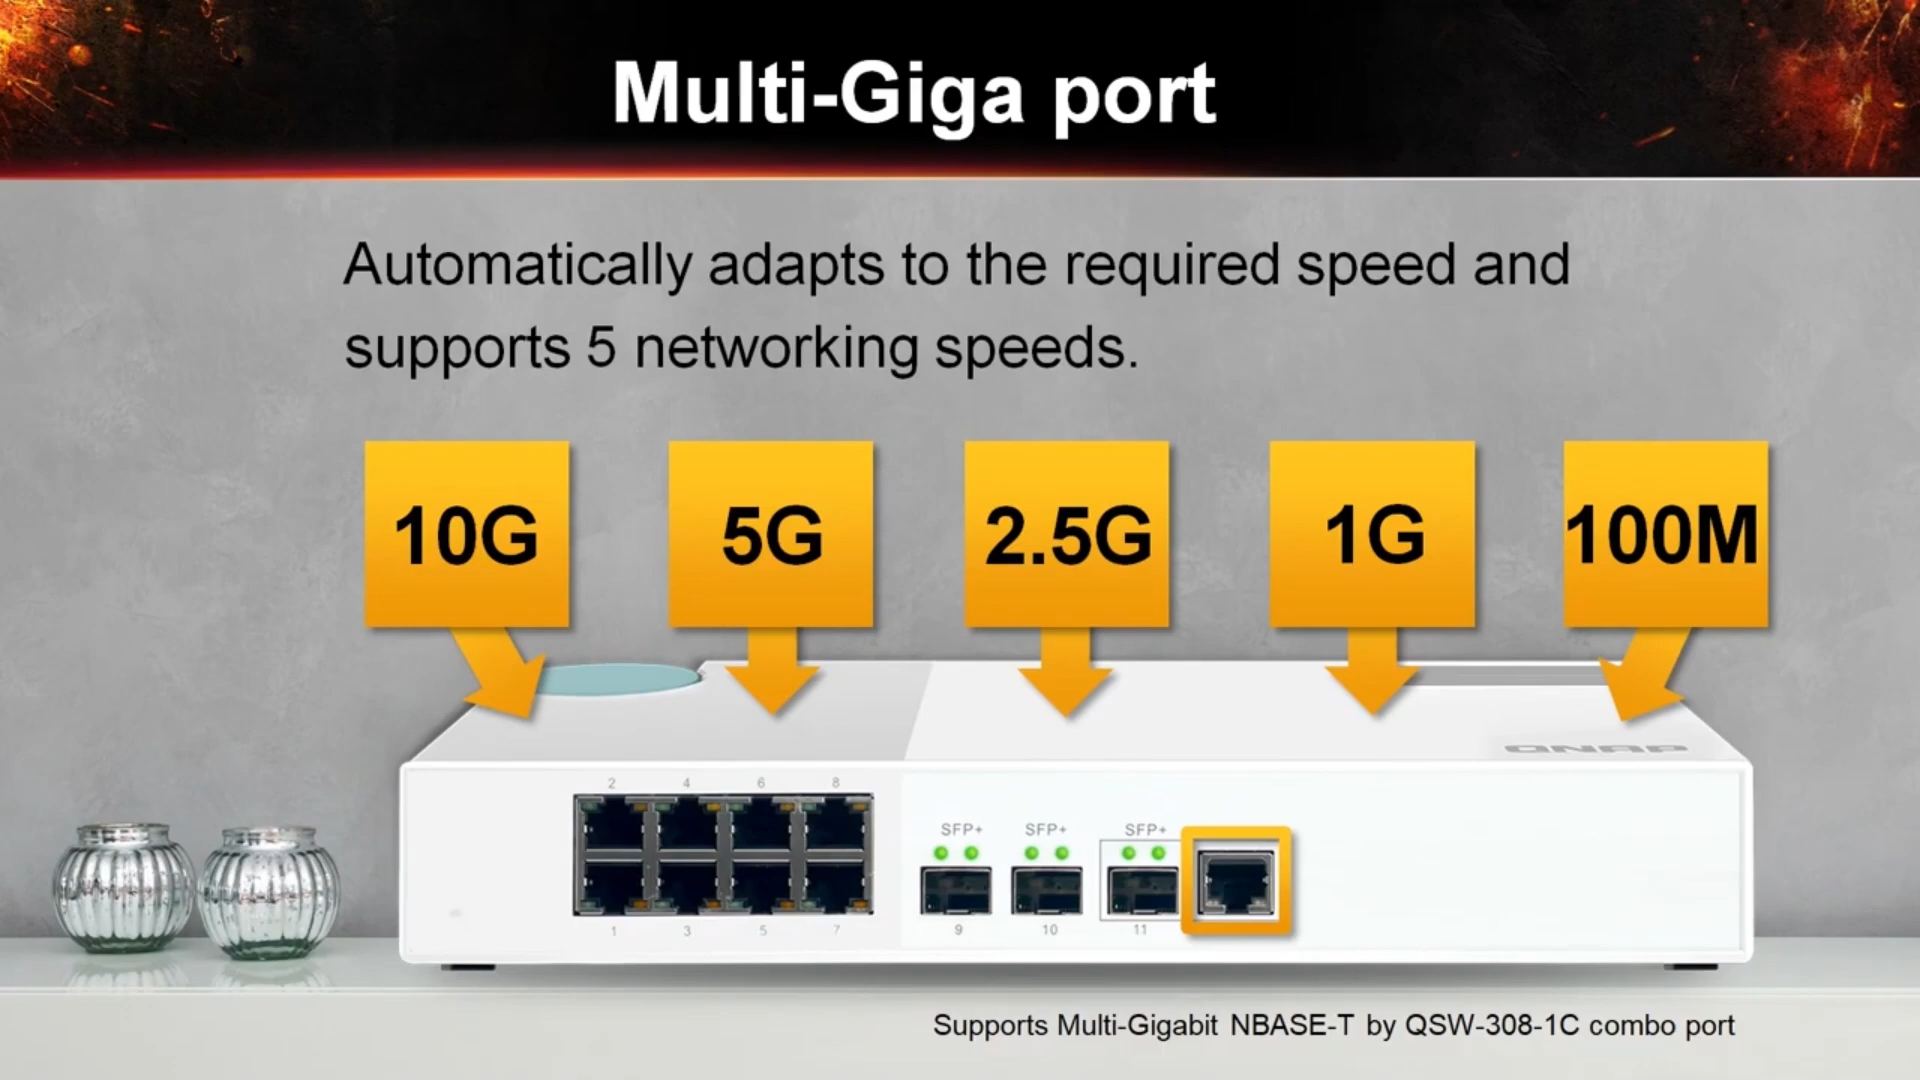 Multi-Giga port
Automatically adapts to the required speed and
supports 5 networking speeds.
10G 5G 2.5G 1G 100M
QNAP
2 4 6 8
SFP+ SFP+ SFP+
1 3 5 7 9 10 11
Supports Multi-Gigabit NBASE-T by QSW-308-1C combo port